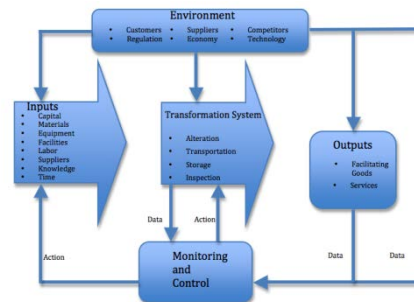 Environment
• Customers • Suppliers • Competitors
• Regulation • Economy • Technology
Inputs
• Capital
• Materials
• Equipment
• Facilities
• Labor
• Suppliers
• Knowledge
• Time
Transformation System
• Alteration
• Transportation
• Storage
• Inspection
Outputs
• Facilitating
Goods
• Services
Data
Action
Action
Data
Data
Monitoring
and
Control